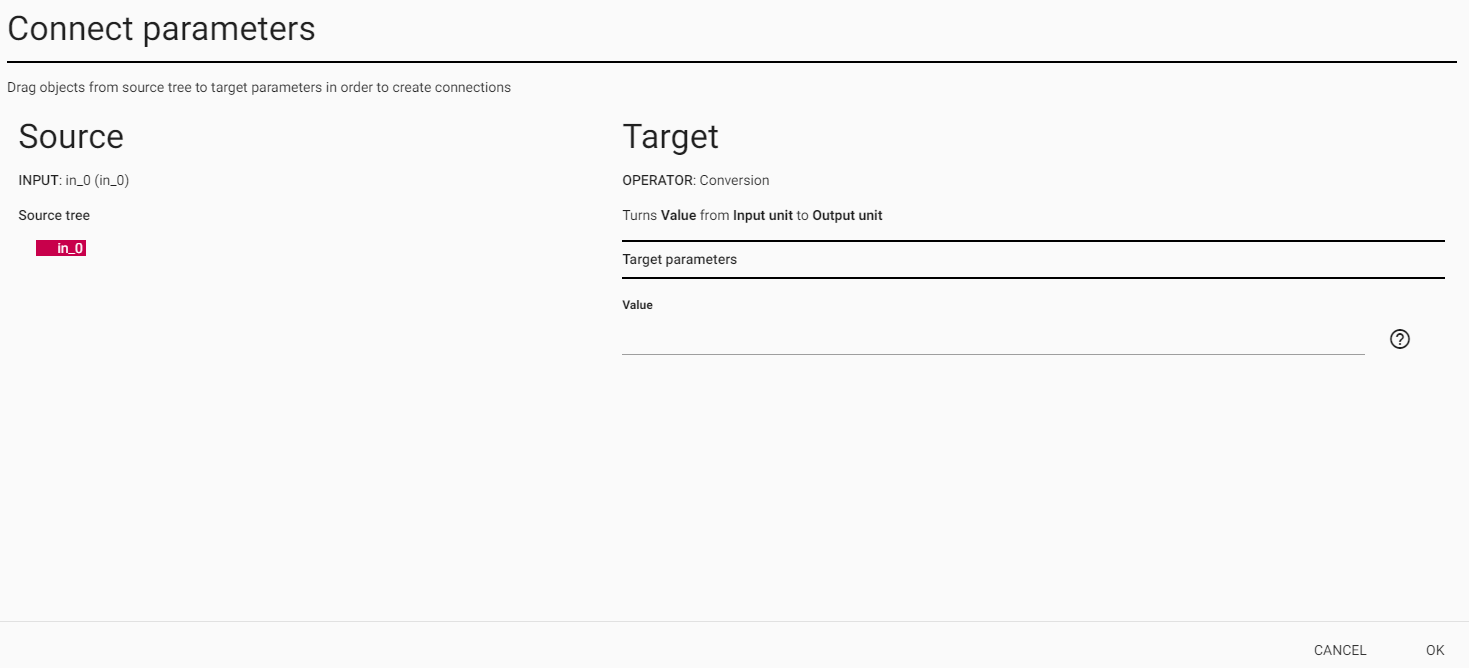 Connect parameters
Drag objects from source tree to target parameters in order to create connections
Source
INPUT: in_0 (in_0)
Source tree
in_0
Target
OPERATOR: Conversion
Turns Value from Input unit to Output unit
Target parameters
Value
?
CANCEL
OK